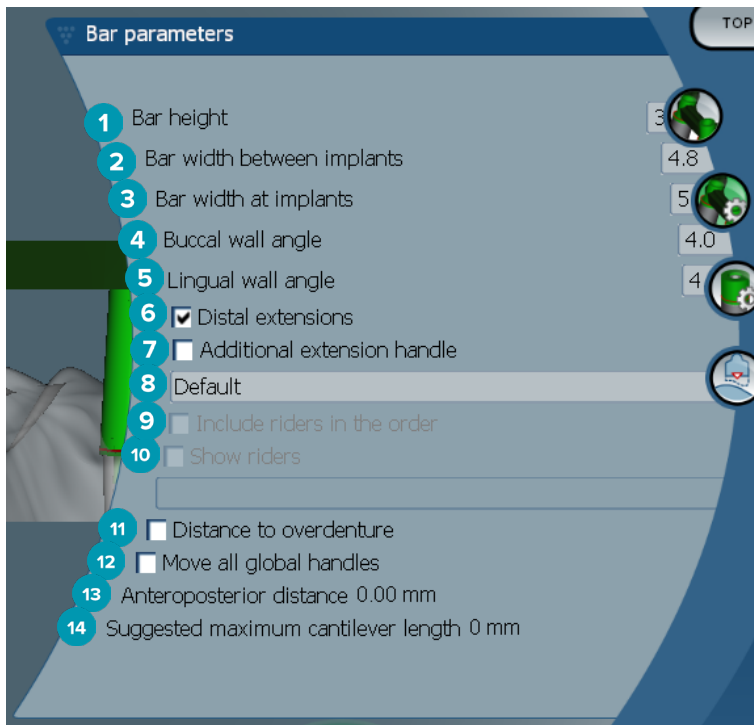 TOP
Bar parameters
1 Bar height 3
2 Bar width between implants 4.8
3 Bar width at implants 5
4 Buccal wall angle 4.0
5 Lingual wall angle 4
6 Distal extensions
7 Additional extension handle
8 Default
9 Include riders in the order
10 Show riders
11 Distance to overdenture
12 Move all global handles
13 Anteroposterior distance 0.00 mm
14 Suggested maximum cantilever length 0 mm